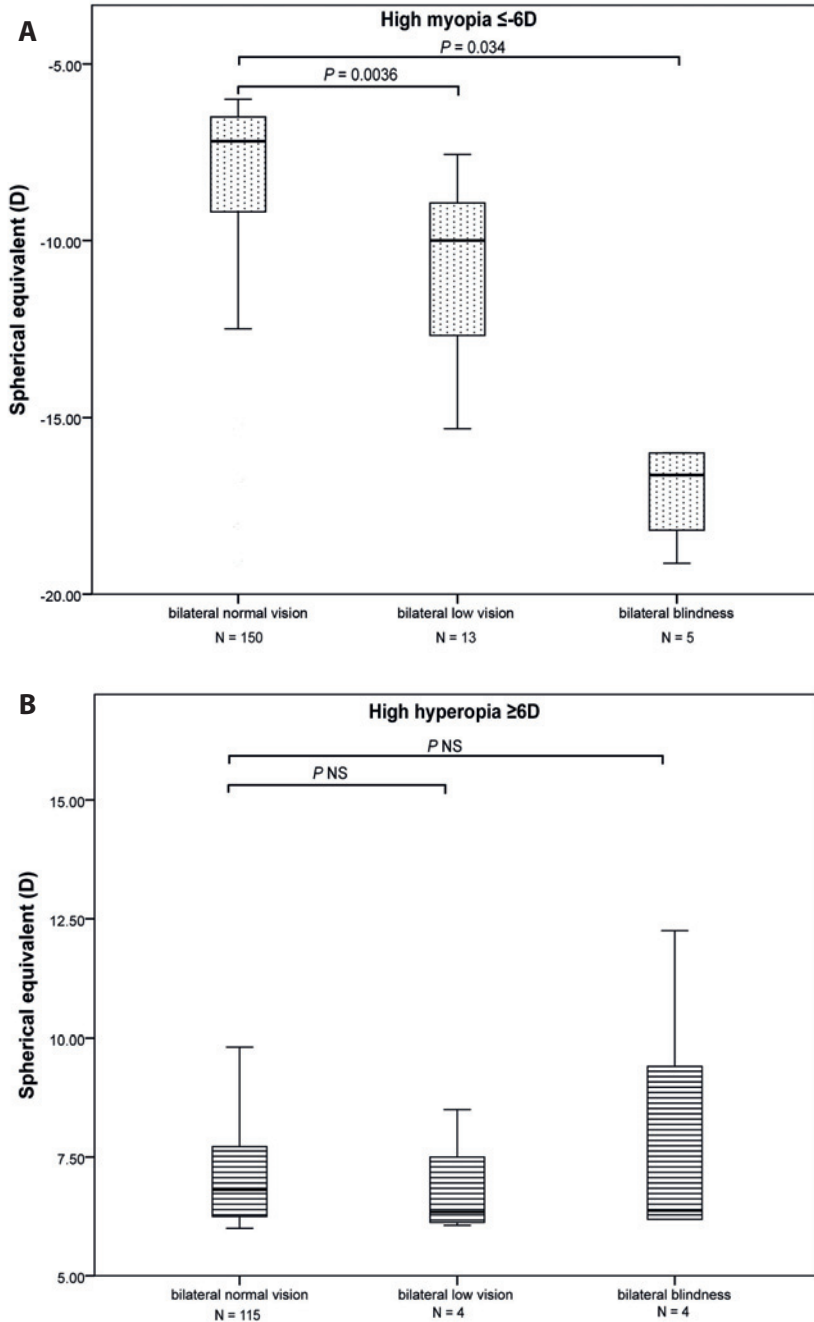 A
High myopia ≤-6D
P = 0.034
P = 0.0036
-5.00
-10.00
-15.00
-20.00
Spherical equivalent (D)
bilateral normal vision
N = 150
bilateral low vision
N = 13
bilateral blindness
N = 5
B
High hyperopia ≥6D
P NS
P NS
15.00
12.50
10.00
7.50
5.00
Spherical equivalent (D)
bilateral normal vision
N = 115
bilateral low vision
N = 4
bilateral blindness
N = 4